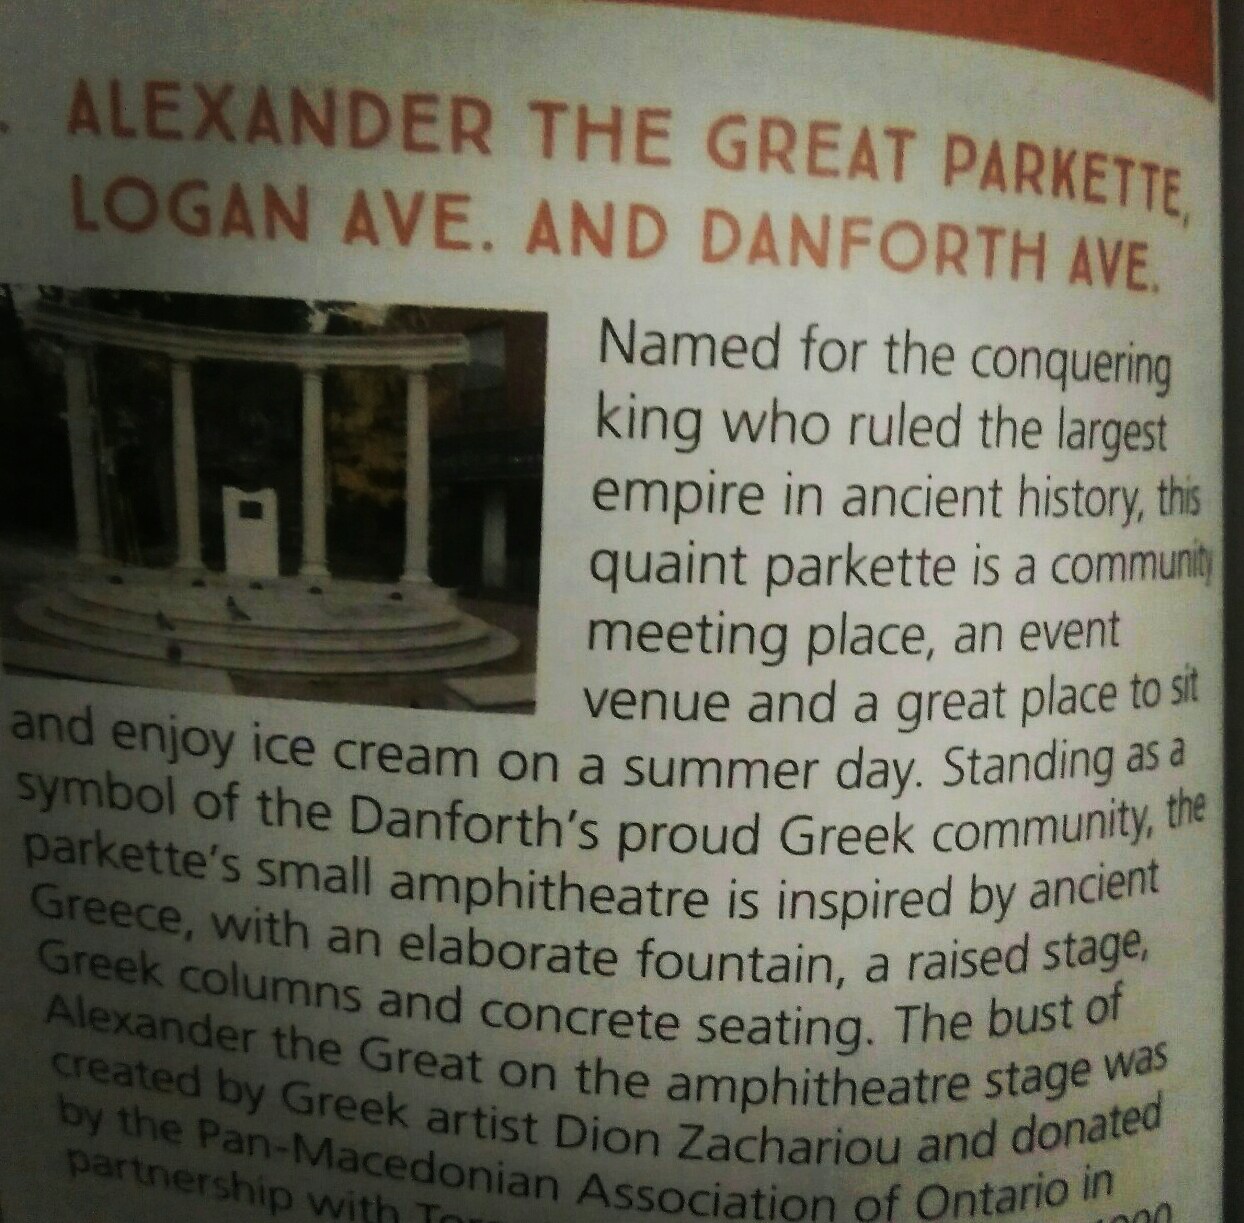 ALEXANDER THE GREAT PARKETTE,
LOGAN AVE. AND DANFORTH AVE.
Named for the conquering
king who ruled the largest
empire in ancient history, this
quaint parkette is a community
meeting place, an event
venue and a great place to sit
and enjoy ice cream on a summer day. Standing as a
symbol of the Danforth's proud Greek community, the
parkette's small amphitheatre is inspired by ancient
Greece, with an elaborate fountain, a raised stage,
Greek columns and concrete seating. The bust of
Alexander the Great on the amphitheatre stage was
created by Greek artist Dion Zachariou and donated
by the Pan-Macedonian Association of Ontario in
partnership with